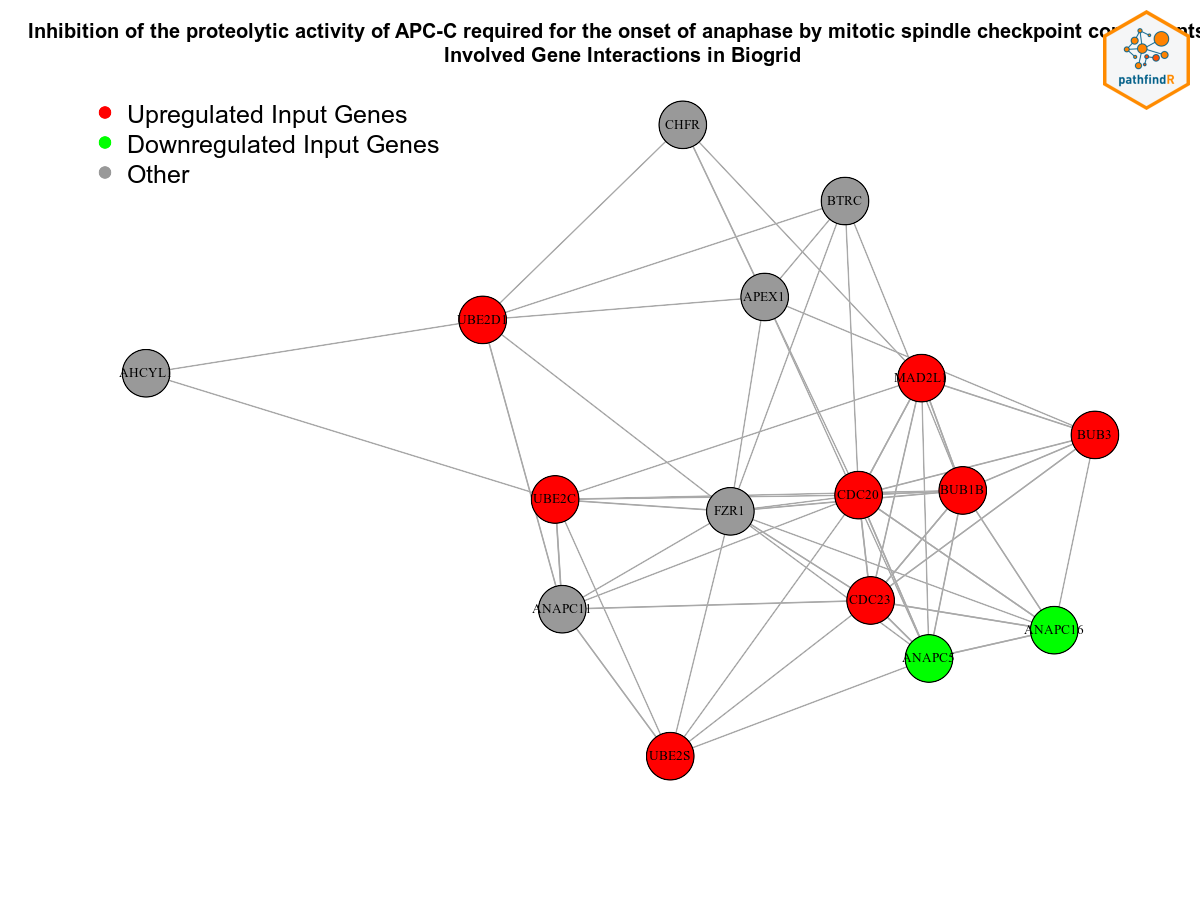 Inhibition of the proteolytic activity of APC-C required for the onset of anaphase by mitotic spindle checkpoint
Involved Gene Interactions in Biogrid
pathfindR
Upregulated Input Genes
Downregulated Input Genes
Other
CHFR
BTRC
APEX1
UBE2D1
AHCYL
MAD2L1
BUB3
UBE2C
CDC20
BUB1B
FZR1
CDC23
ANAPC11
ANAPC16
ANAPC5
UBE2S